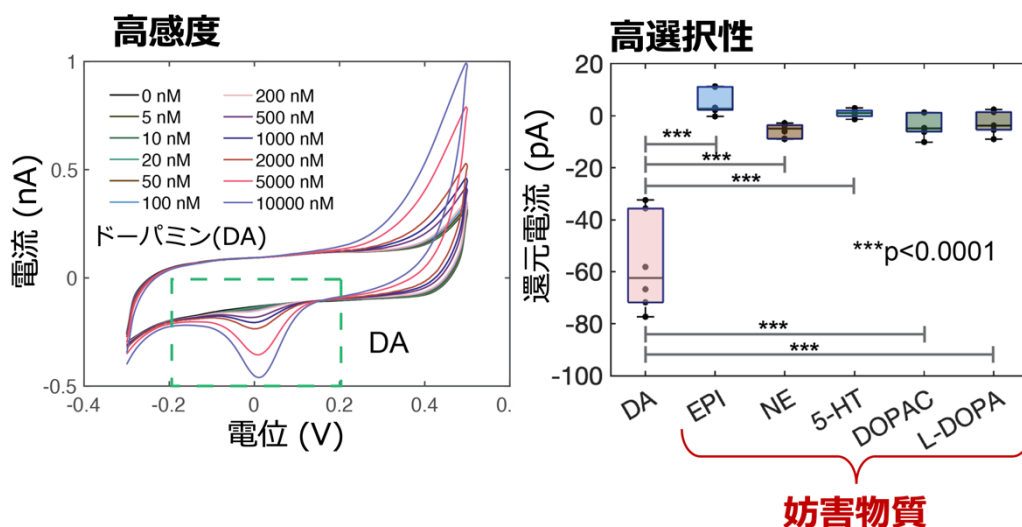 高感度
電流 (nA)
1
0.5
0
-0.5
0 nM
5 nM
10 nM
20 nM
50 nM
100 nM
200 nM
500 nM
1000 nM
2000 nM
5000 nM
10000 nM
ドーパミン(DA)
DA
-0.4
-0.2
0
0.2
0.4
0.
電位 (V)
高選択性
還元電流 (pA)
20
0
-20
-40
-60
-80
-100
***
***
***
***p<0.0001
***
***
DA
EPI
NE
5-HT
DOPAC
L-DOPA
妨害物質